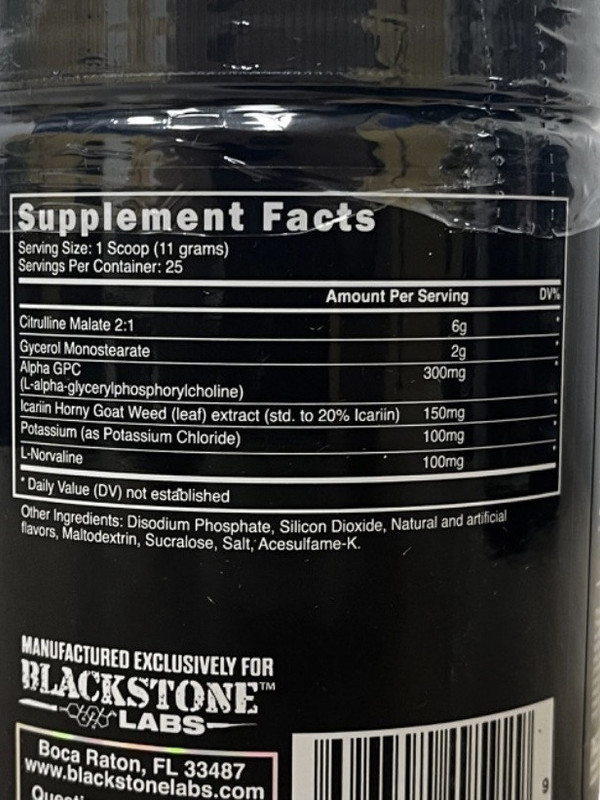 Supplement Facts
Serving Size: 1 Scoop (11 grams)
Servings Per Container: 25
Amount Per Serving DV%
Citrulline Malate 2:1 6g *
Gycerol Monostearate 2g *
Alpha GPC 300mg *
(L-alpha-glycerylphosphorylcholine)
Icariin Horny Goat Weed (leaf) extract (std. to 20% Icariin) 150mg *
Potassium (as Potassium Chloride) 100mg *
L-Norvaline 100mg *
* Daily Value (DV) not established
Other Ingredients: Disodium Phosphate, Silicon Dioxide, Natural and artificial
flavors, Maltodextrin, Sucralose, Salt, Acesulfame-K.
MANUFACTURED EXCLUSIVELY FOR
BLACKSTONE™
LABS
Boca Raton, FL 33487
www.blackstonelabs.com
9